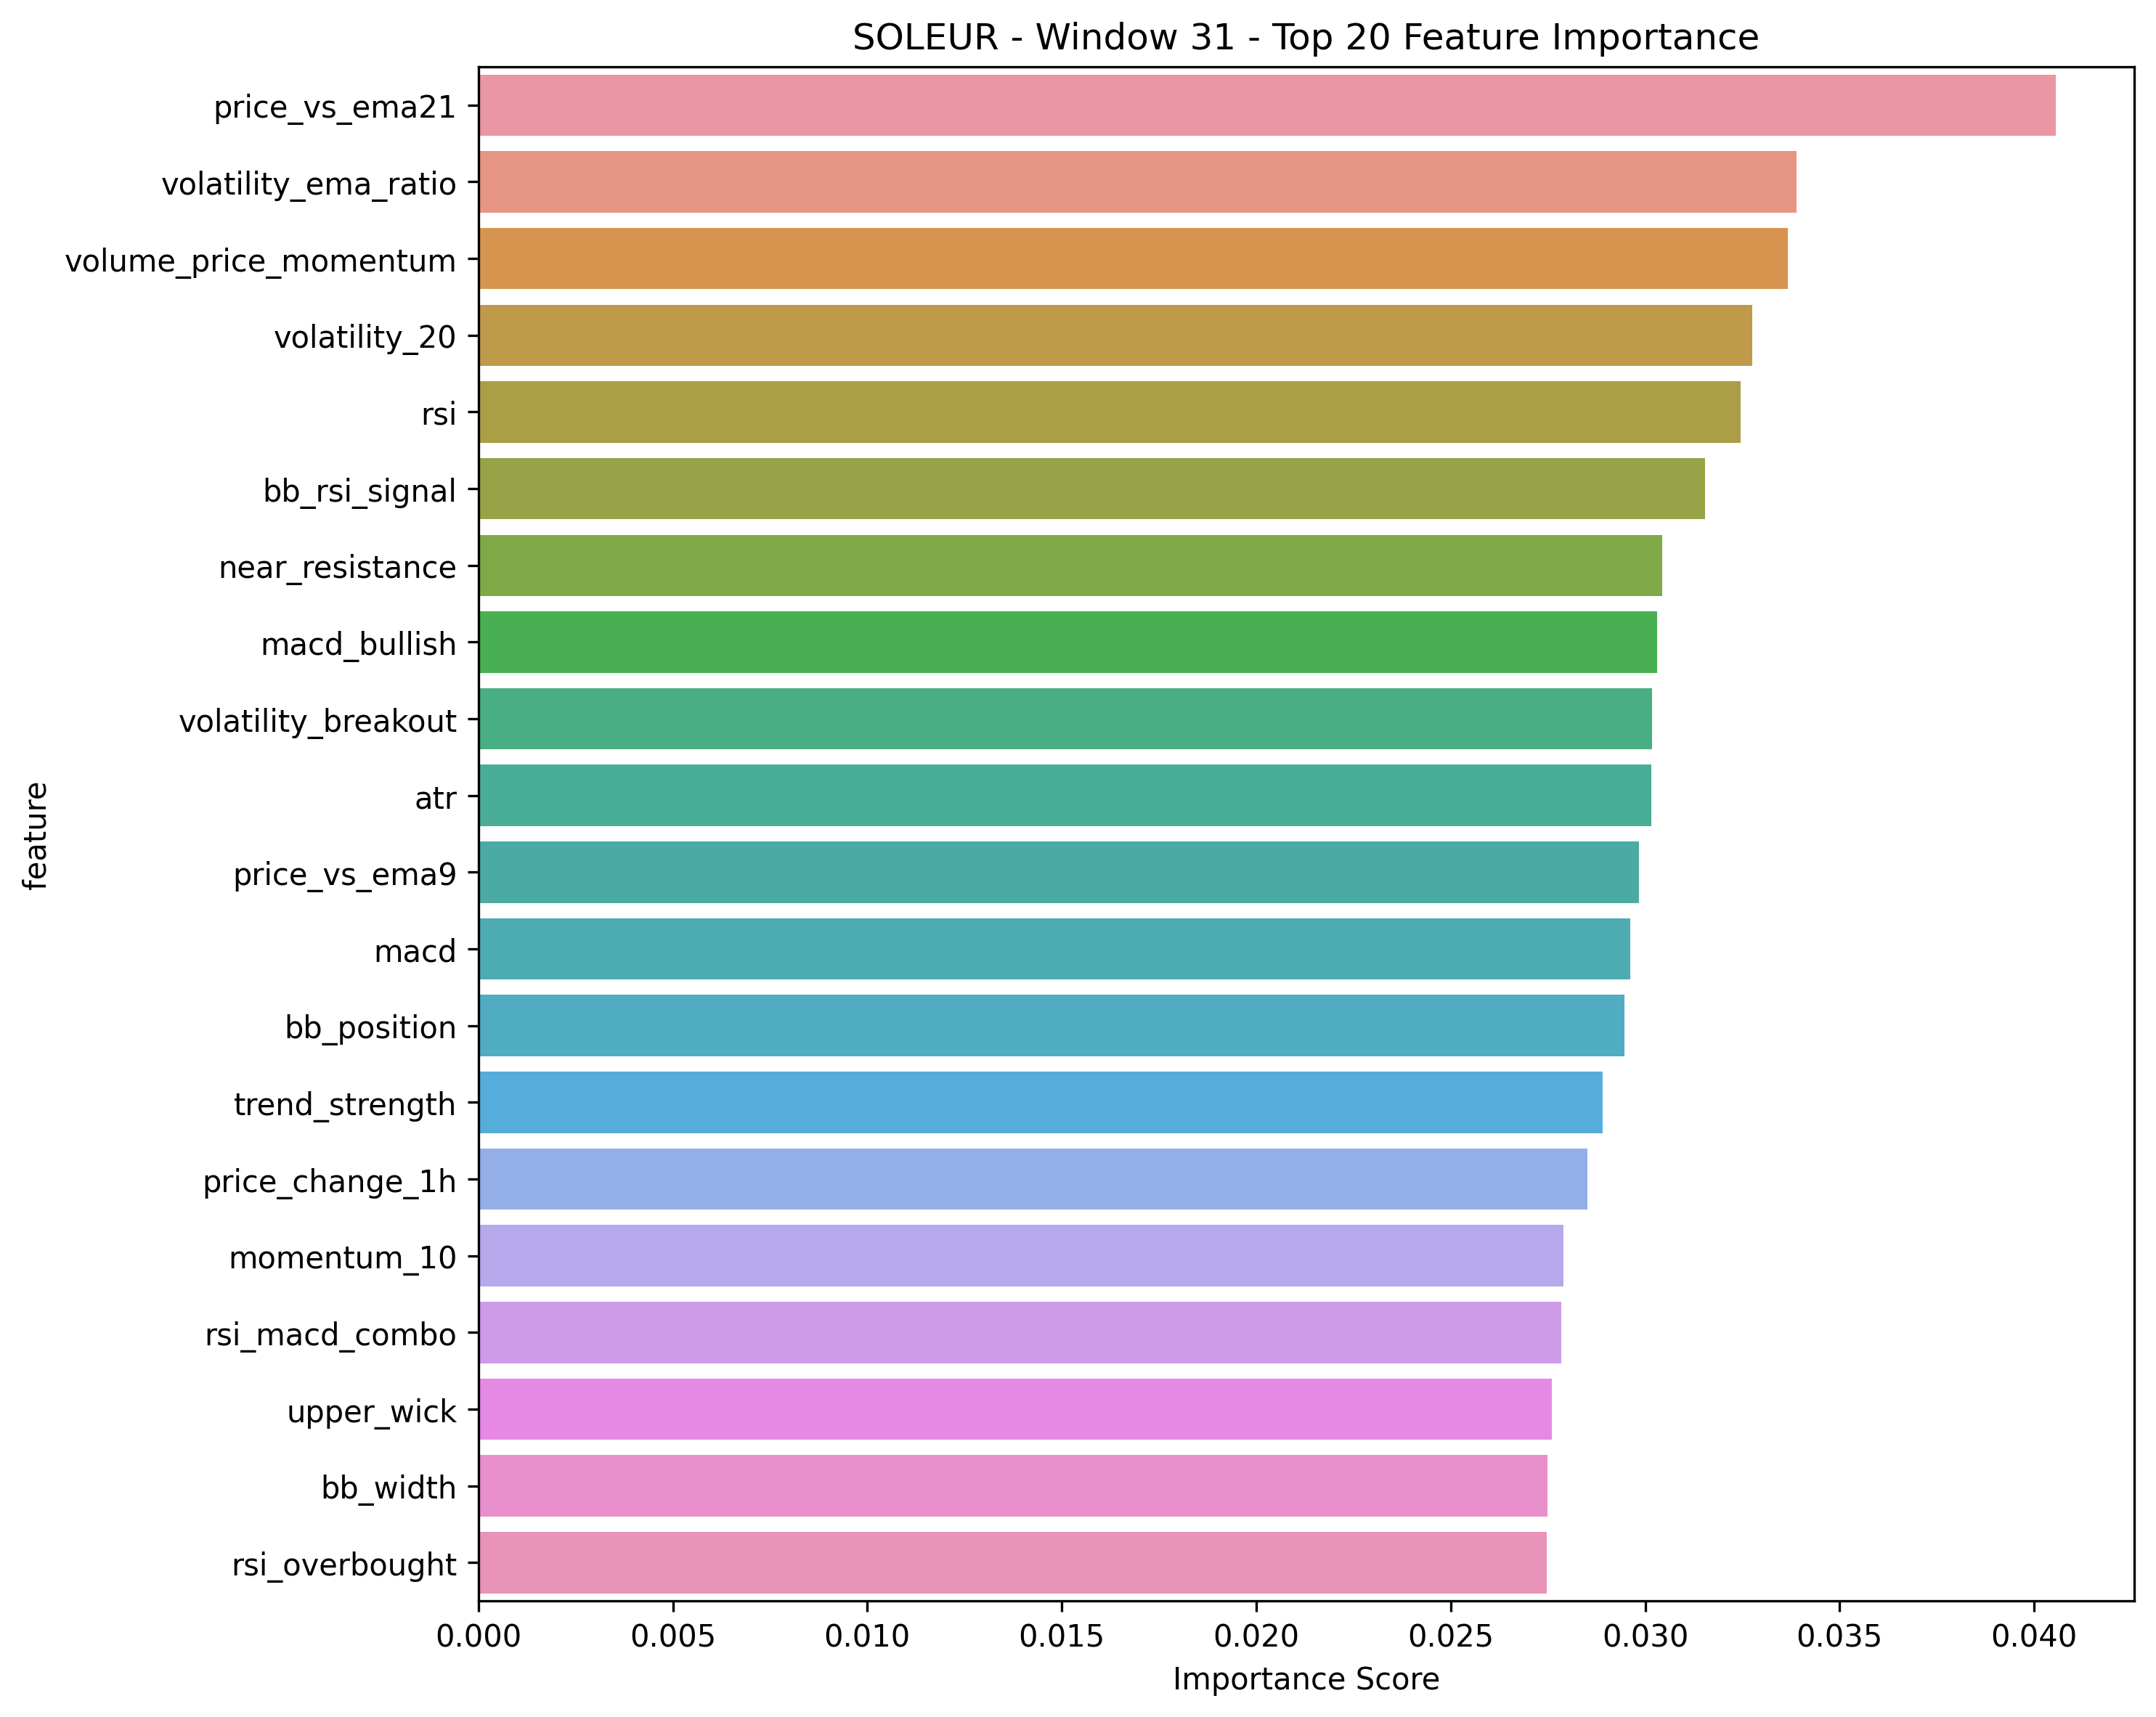 SOLEUR - Window 31 - Top 20 Feature Importance
price_vs_ema21
volatility_ema_ratio
volume_price_momentum
volatility_20
rsi
bb_rsi_signal
near_resistance
macd_bullish
volatility_breakout
atr
price_vs_ema9
macd
bb_position
trend_strength
price_change_1h
momentum_10
rsi_macd_combo
upper_wick
bb_width
rsi_overbought
feature
0.000 0.005 0.010 0.015 0.020 0.025 0.030 0.035 0.040
Importance Score